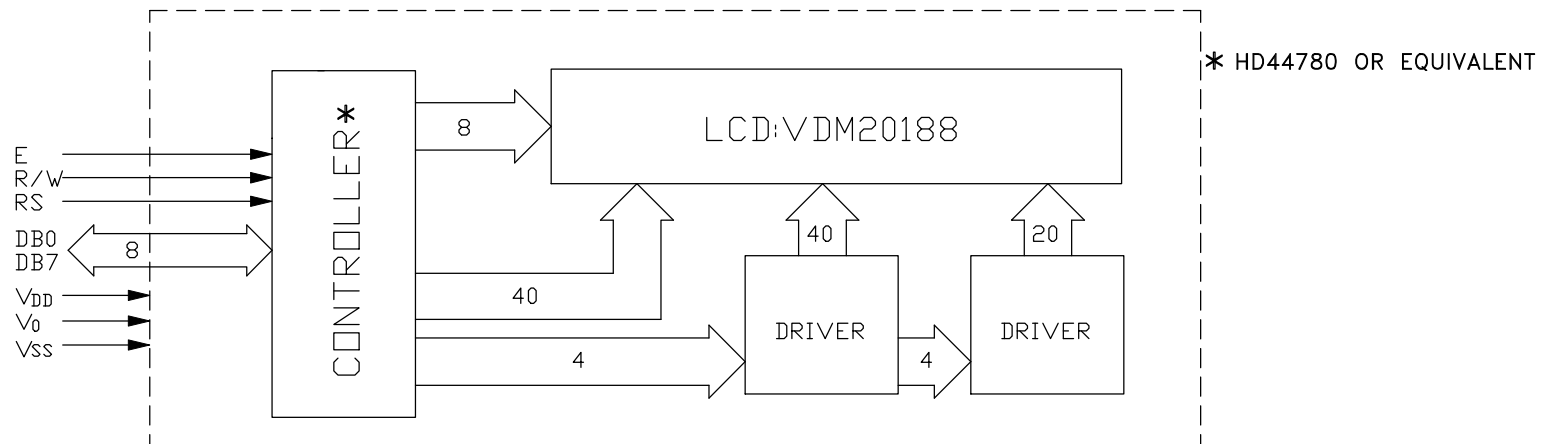 * HD44780 OR EQUIVALENT
CONTROLLER*
8
LCD:VDM20188
E
R/W
RS
DB0
DB7
8
40
20
VDD
V0
VSS
40
DRIVER
DRIVER
4
4